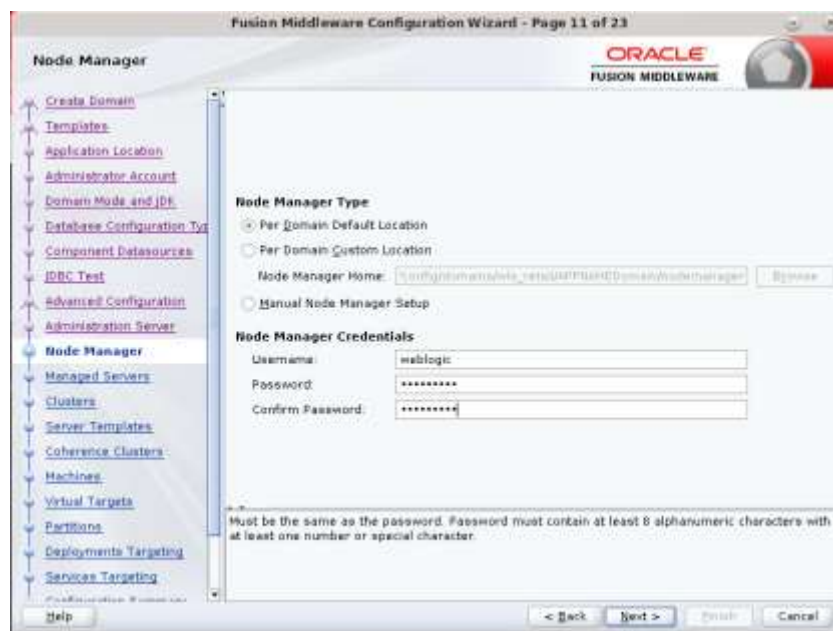 Fusion Middleware Configuration Wizard - Page 11 of 23
Node Manager
ORACLE
FUSION MIDDLEWARE
Create Domain
Templates
Application Location
Administrator Account
Domain Mode and JDK
Database Configuration Typ
Component Datasources
JDBC Test
Advanced Configuration
Administration Server
Node Manager
Managed Servers
Clusters
Server Templates
Coherence Clusters
Machines
Virtual Targets
Partitions
Deployments Targeting
Services Targeting
Node Manager Type
Per Domain Default Location
Per Domain Custom Location
Node Manager Home:
Browse
Manual Node Manager Setup
Node Manager Credentials
Username: weblogic
Password: •••••••••
Confirm Password: •••••••••
Must be the same as the password. Password must contain at least 8 alphanumeric characters with
at least one number or special character.
Help
< Back
Next >
Finish
Cancel